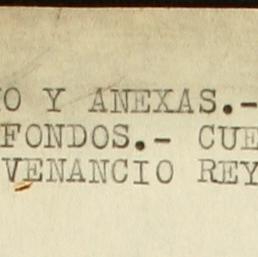 O Y ANEXAS.-
FONDOS.- CUE
VENANCIO REY